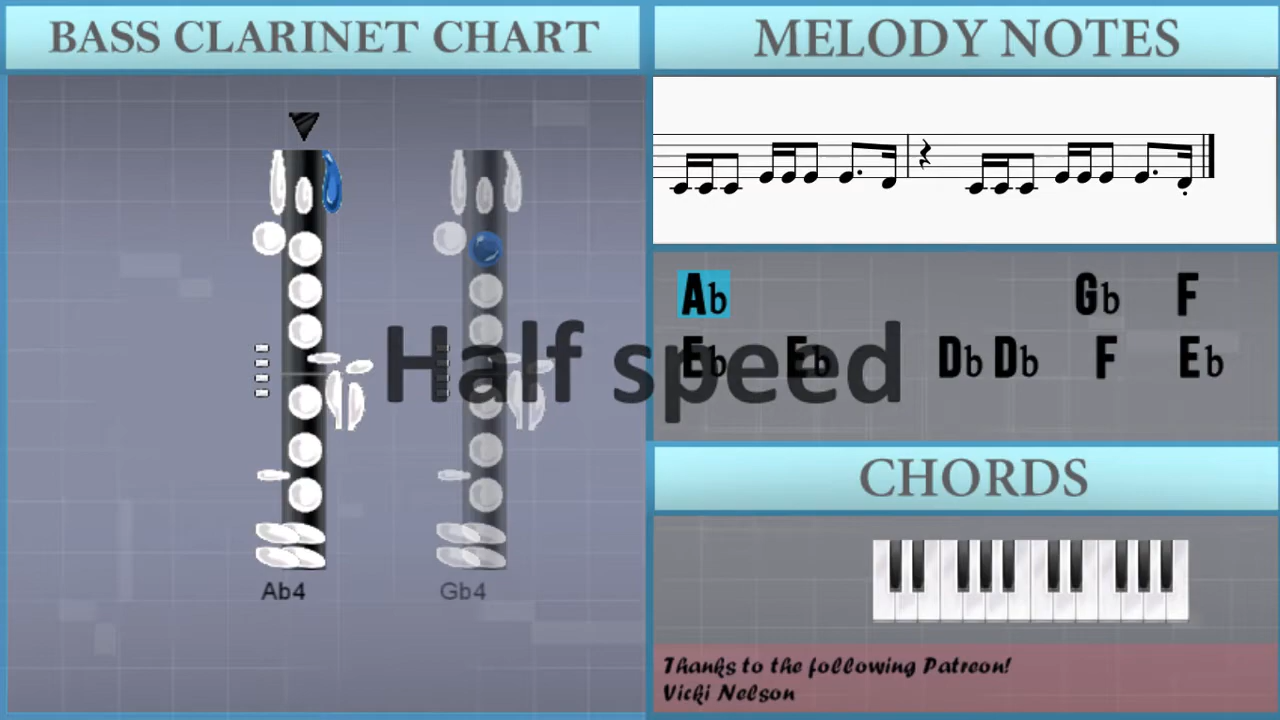 BASS CLARINET CHART
MELODY NOTES
Ab Gb F
Eb Eb Db Db F Eb
Half speed
CHORDS
Ab4 Gb4
Thanks to the following Patreon!
Vicki Nelson